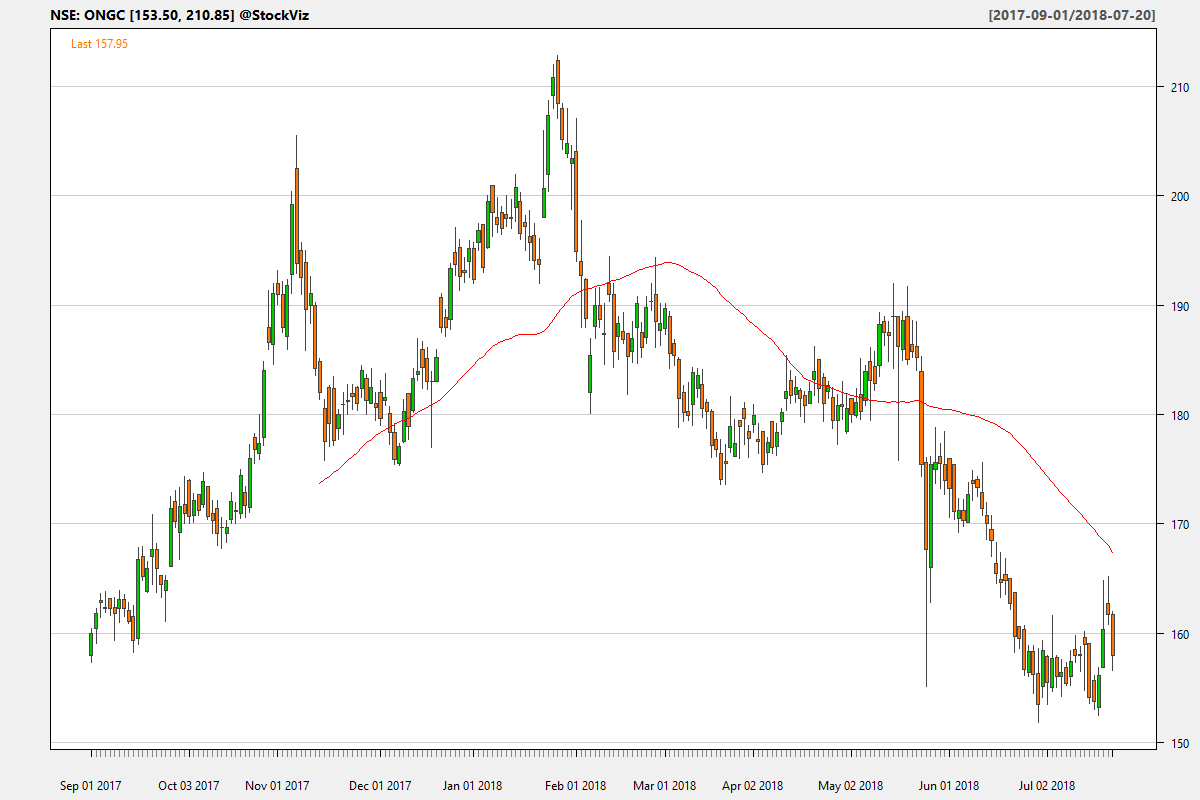 NSE: ONGC [153.50, 210.85] @StockViz
[2017-09-01/2018-07-20]
Last 157.95
210
200
190
180
170
160
150
Sep 01 2017
Oct 03 2017
Nov 01 2017
Dec 01 2017
Jan 01 2018
Feb 01 2018
Mar 01 2018
Apr 02 2018
May 02 2018
Jun 01 2018
Jul 02 2018